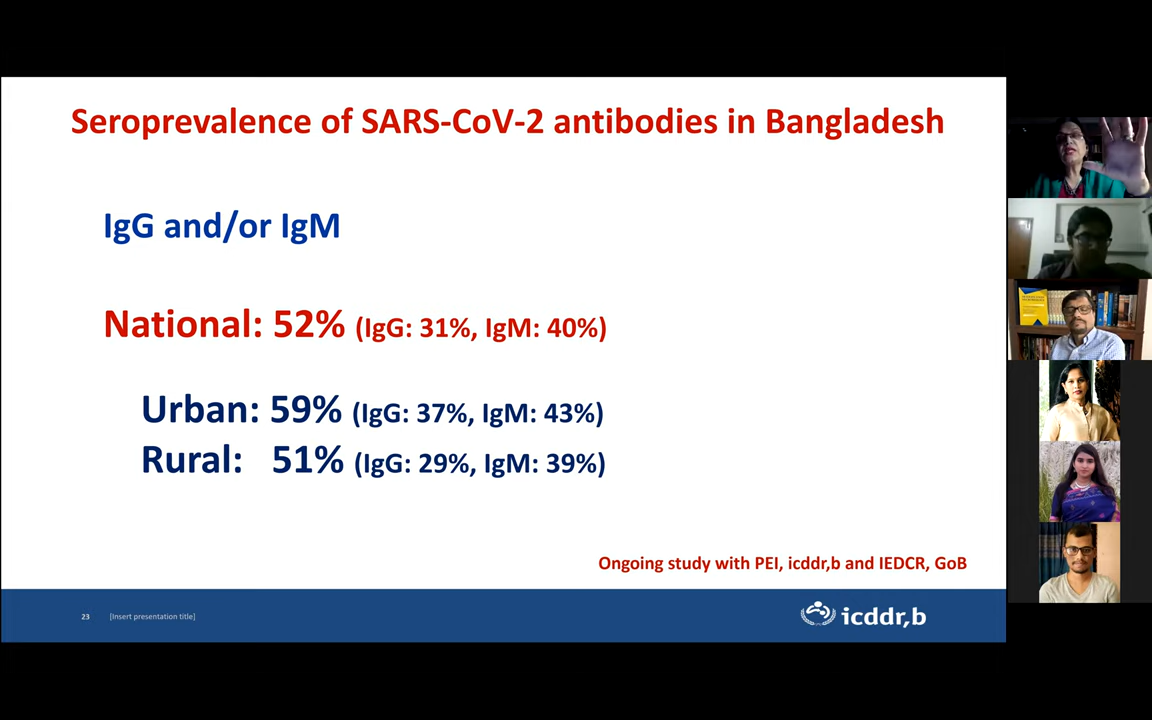 Seroprevalence of SARS-CoV-2 antibodies in Bangladesh
IgG and/or IgM
National: 52% (IgG: 31%, IgM: 40%)
Urban: 59% (IgG: 37%, IgM: 43%)
Rural: 51% (IgG: 29%, IgM: 39%)
Ongoing study with PEI, icddr,b and IEDCR, GoB
23 [Insert presentation title]
icddr,b